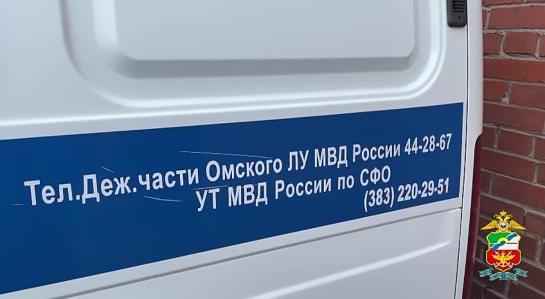 Тел.Деж.части Омского ЛУ МВД России 44-28-67
УТ МВД России по СФО
(383) 220-29-51